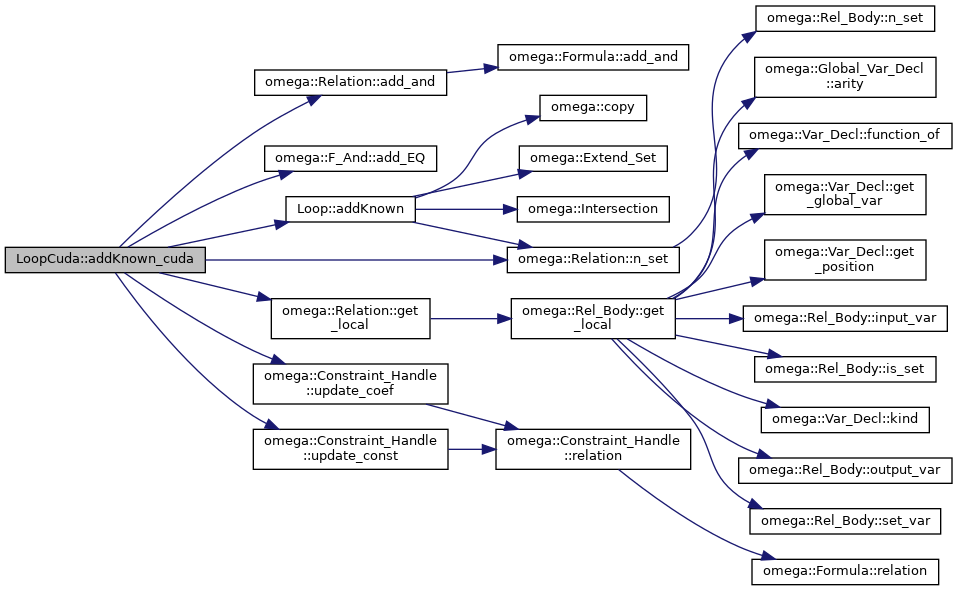 LoopCuda::addKnown_cuda
omega::Relation::add_and
omega::F_And::add_EQ
Loop::addKnown
omega::Relation::get
_local
omega::Constraint_Handle
::update_coef
omega::Constraint_Handle
::update_const
omega::Formula::add_and
omega::copy
omega::Extend_Set
omega::Intersection
omega::Relation::n_set
omega::Rel_Body::get
_local
omega::Constraint_Handle
::relation
omega::Rel_Body::n_set
omega::Global_Var_Decl
::arity
omega::Var_Decl::function_of
omega::Var_Decl::get
_global_var
omega::Var_Decl::get
_position
omega::Rel_Body::input_var
omega::Rel_Body::is_set
omega::Var_Decl::kind
omega::Rel_Body::output_var
omega::Rel_Body::set_var
omega::Formula::relation